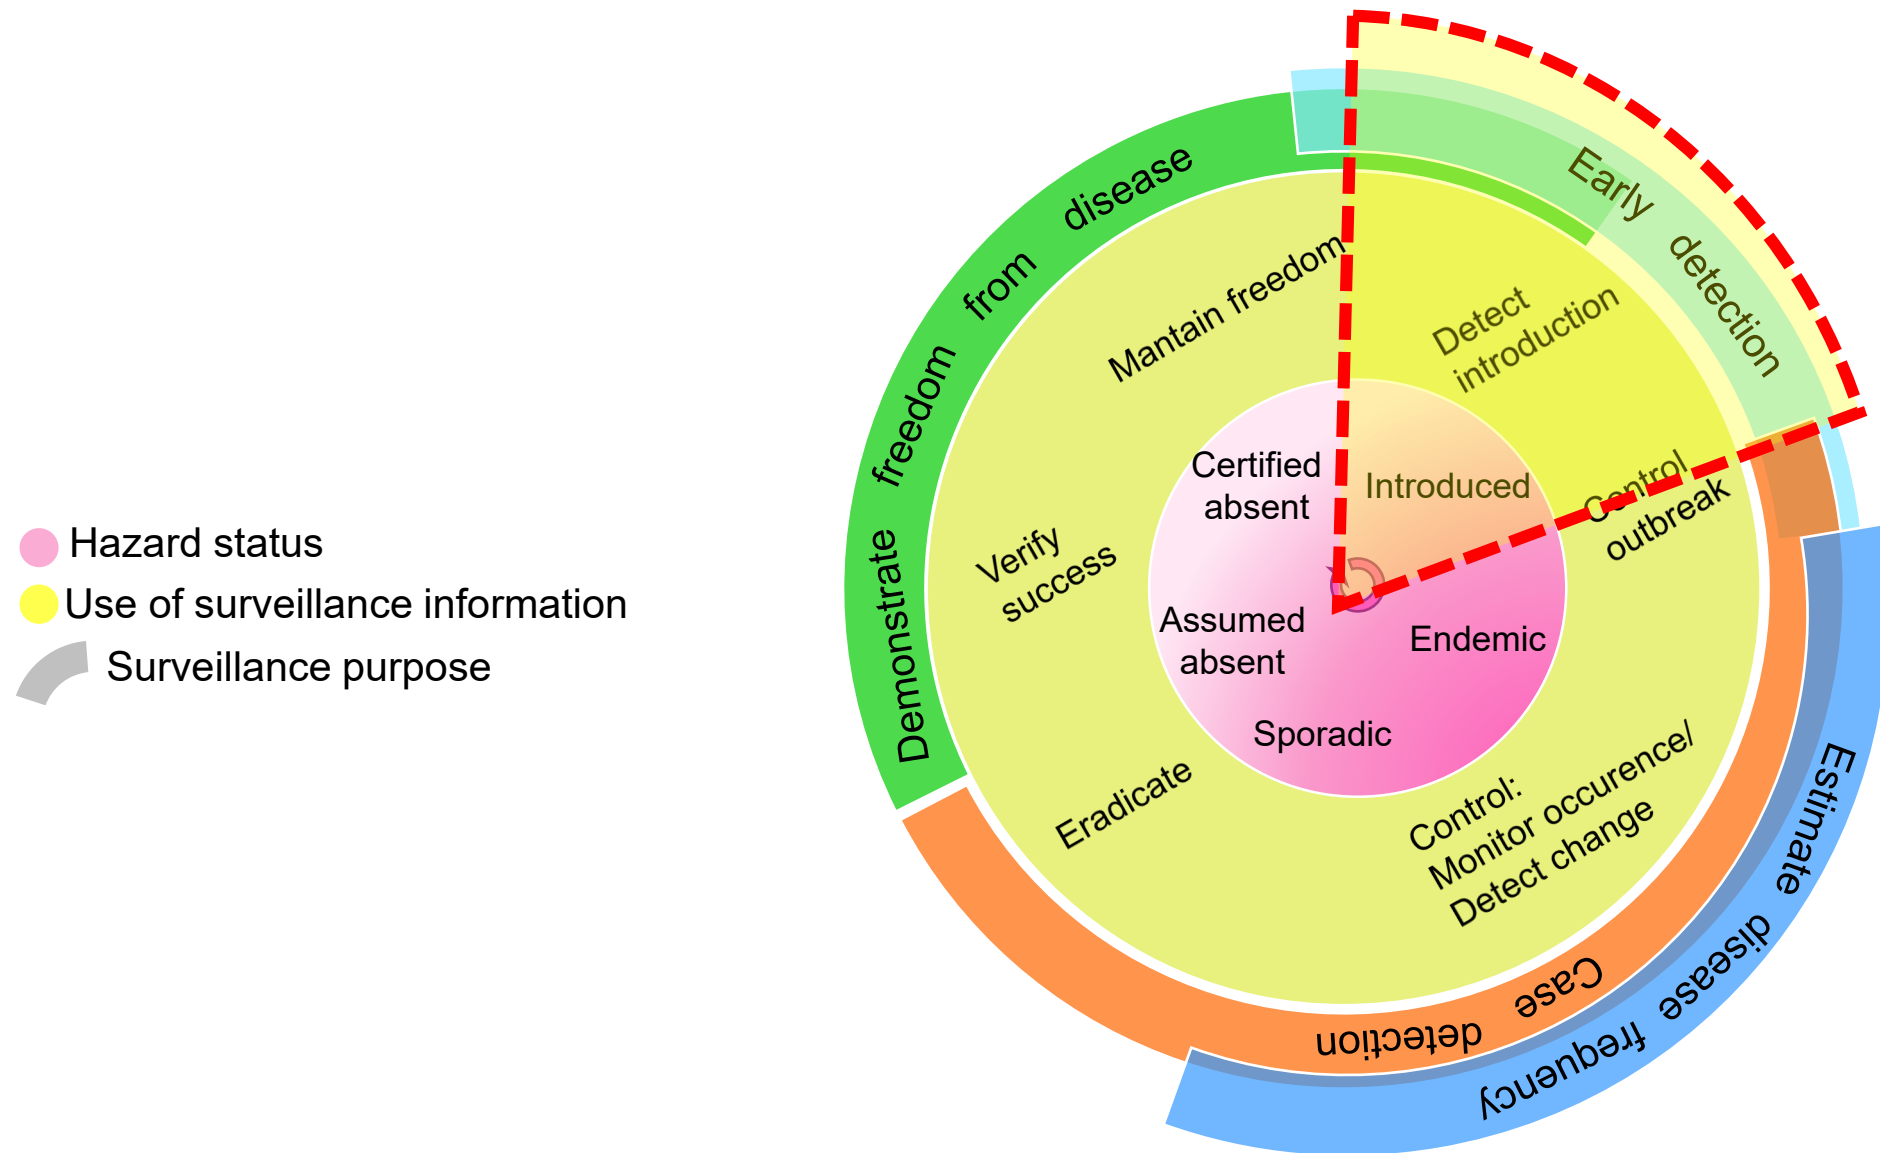 Hazard status
Use of surveillance information
Surveillance purpose
Demonstrate freedom from disease
Early detection
Case detection
Estimate disease frequency
Mantain freedom
Detect
introduction
Control
outbreak
Control:
Monitor occurence/
Detect change
Eradicate
Verify
success
Certified
absent
Introduced
Endemic
Sporadic
Assumed
absent